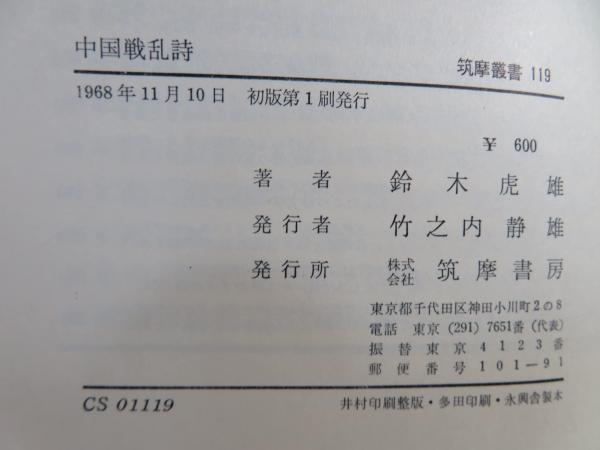 中国戦乱詩
筑摩叢書 119
1968年11月10日 初版第1刷発行
¥ 600
著者 鈴木虎雄
発行者 竹之内静雄
発行所 株式会社 筑摩書房
東京都千代田区神田小川町2の8
電話 東京 (291) 7651番 (代表)
振替東京 4123番
郵便番号 101―91
CS 01119
井村印刷整版・多田印刷・永興舎製本